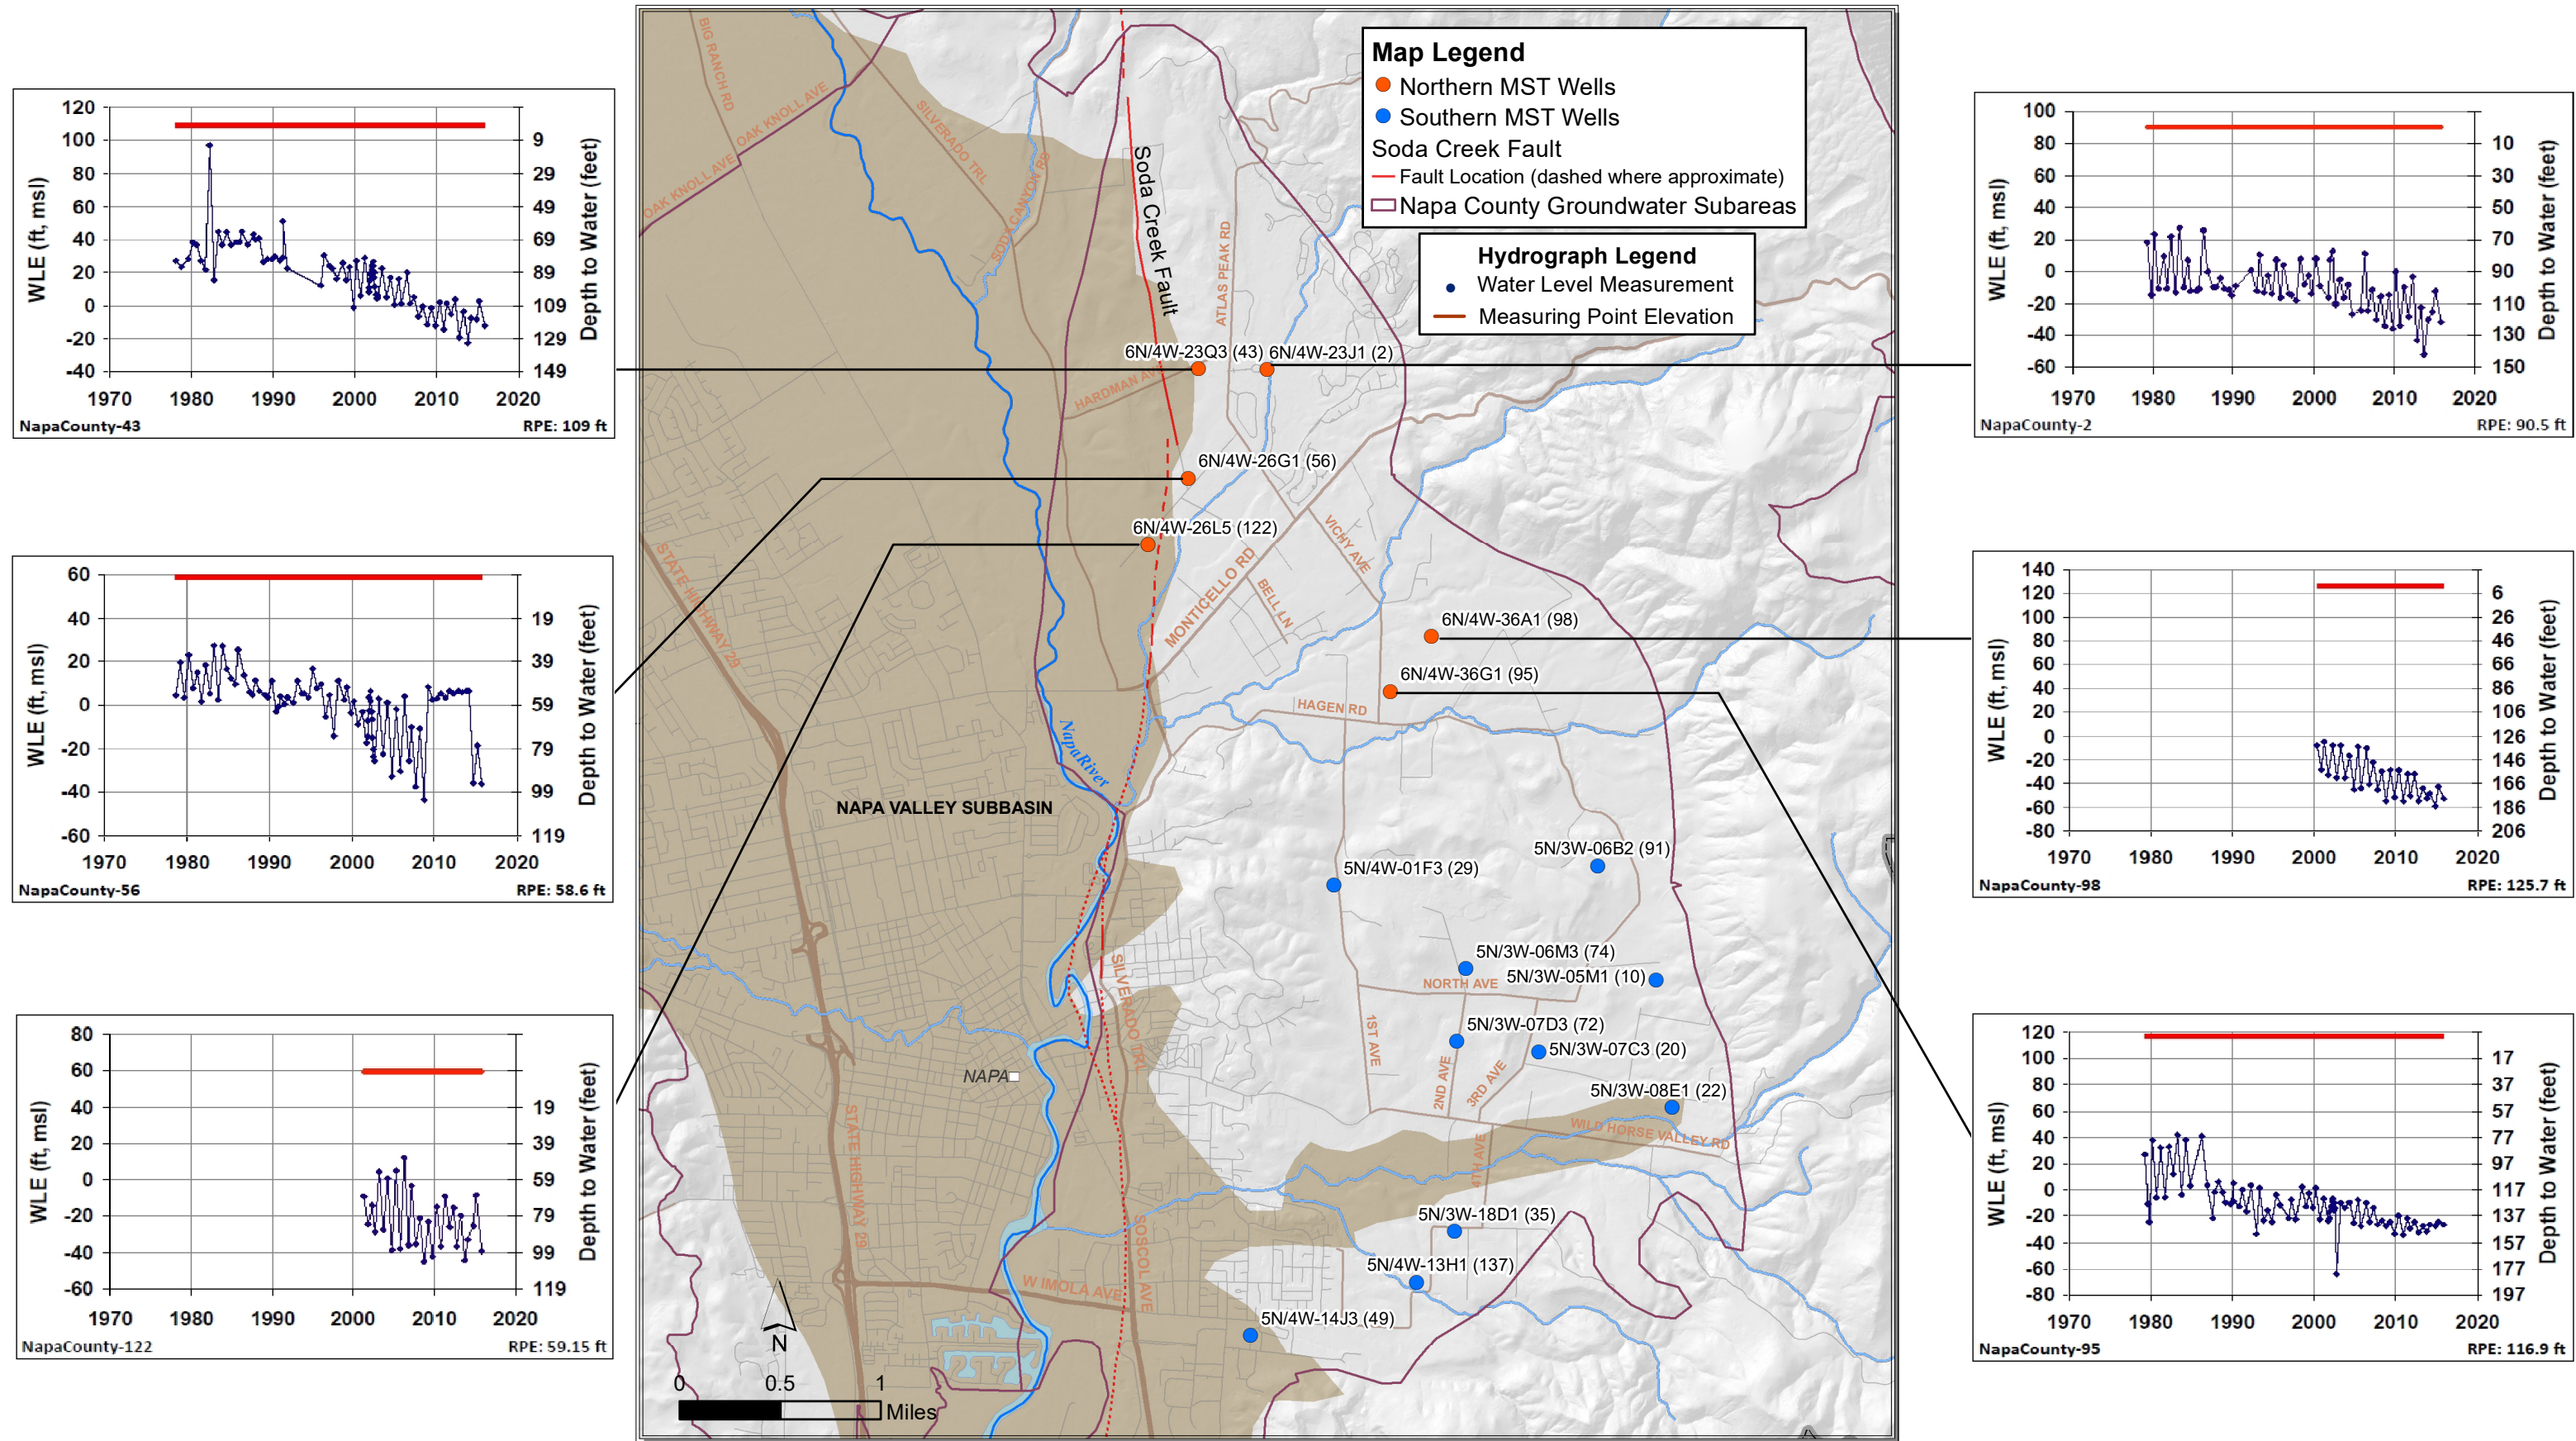 120
100
80
60
40
20
0
-20
-40
9
29
49
69
89
109
129
149
1970 1980 1990 2000 2010 2020
WLE (ft, msl)
Depth to Water (feet)
NapaCounty-43
RPE: 109 ft
60
40
20
0
-20
-40
-60
19
39
59
79
99
119
1970 1980 1990 2000 2010 2020
WLE (ft, msl)
Depth to Water (feet)
NapaCounty-56
RPE: 58.6 ft
80
60
40
20
0
-20
-40
-60
19
39
59
79
99
119
1970 1980 1990 2000 2010 2020
WLE (ft, msl)
Depth to Water (feet)
NapaCounty-122
RPE: 59.15 ft
Map Legend
Northern MST Wells
Southern MST Wells
Soda Creek Fault
Fault Location (dashed where approximate)
Napa County Groundwater Subareas
Hydrograph Legend
Water Level Measurement
Measuring Point Elevation
BIG RANCH RD
OAK KNOLL AVE
OAK KNOLL AVE
SILVERADO TRL
SODA CANYON RD
Soda Creek Fault
ATLAS PEAK RD
6N/4W-23Q3 (43)
6N/4W-23J1 (2)
HARDMAN AVE
6N/4W-26G1 (56)
6N/4W-26L5 (122)
STATE HIGHWAY 29
MONTICELLO RD
VICHY AVE
BELL LN
6N/4W-36A1 (98)
6N/4W-36G1 (95)
HAGEN RD
NapaRiver
NAPA VALLEY SUBBASIN
5N/3W-06B2 (91)
5N/4W-01F3 (29)
5N/3W-06M3 (74)
5N/3W-05M1 (10)
NORTH AVE
SILVERADO TRL
1ST AVE
5N/3W-07D3 (72)
5N/3W-07C3 (20)
2ND AVE
3RD AVE
NAPA
5N/3W-08E1 (22)
WILD HORSE VALLEY RD
4TH AVE
STATE HIGHWAY 29
5N/3W-18D1 (35)
SOSCOL AVE
5N/4W-13H1 (137)
W IMOLA AVE
5N/4W-14J3 (49)
N
0 0.5 1
Miles
100
80
60
40
20
0
-20
-40
-60
10
30
50
70
90
110
130
150
1970 1980 1990 2000 2010 2020
WLE (ft, msl)
Depth to Water (feet)
NapaCounty-2
RPE: 90.5 ft
140
120
100
80
60
40
20
0
-20
-40
-60
-80
6
26
46
66
86
106
126
146
166
186
206
1970 1980 1990 2000 2010 2020
WLE (ft, msl)
Depth to Water (feet)
NapaCounty-98
RPE: 125.7 ft
120
100
80
60
40
20
0
-20
-40
-60
-80
17
37
57
77
97
117
137
157
177
197
1970 1980 1990 2000 2010 2020
WLE (ft, msl)
Depth to Water (feet)
NapaCounty-95
RPE: 116.9 ft